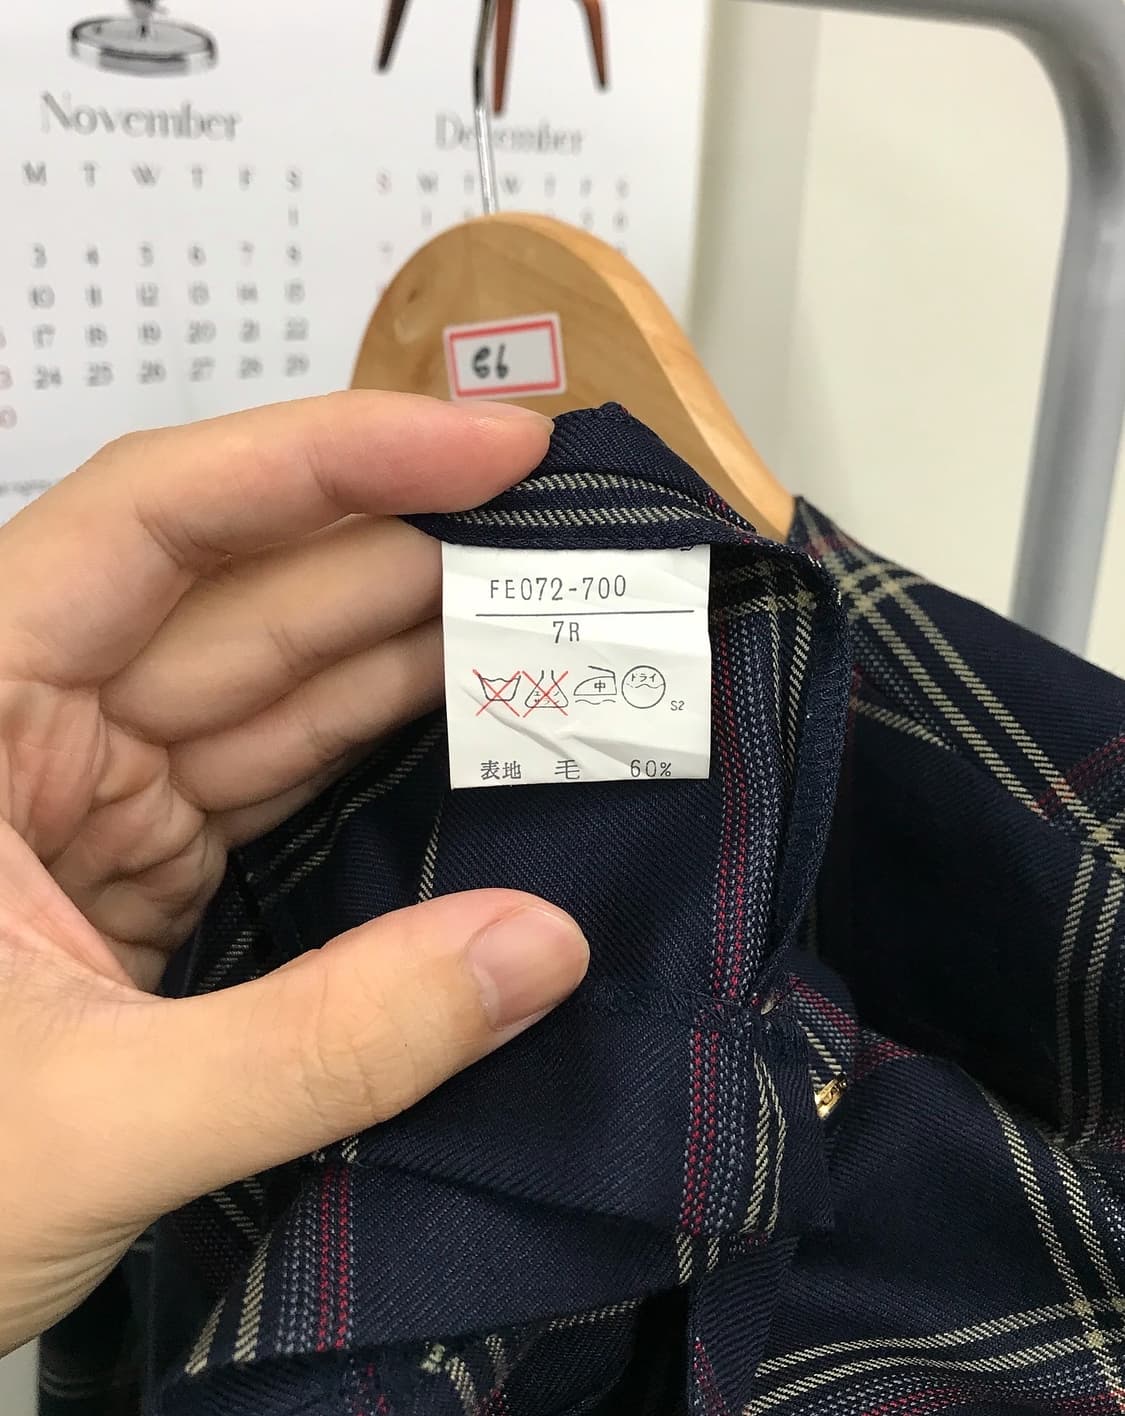 November
December
M T W T F S
S M T W T F S
1
3 4 5 6 7 8
10 11 12 13 14 15
17 18 19 20 21 22
24 25 26 27 28 29
66
FE072-700
7R
中
ドライ
S2
表地 毛 60%